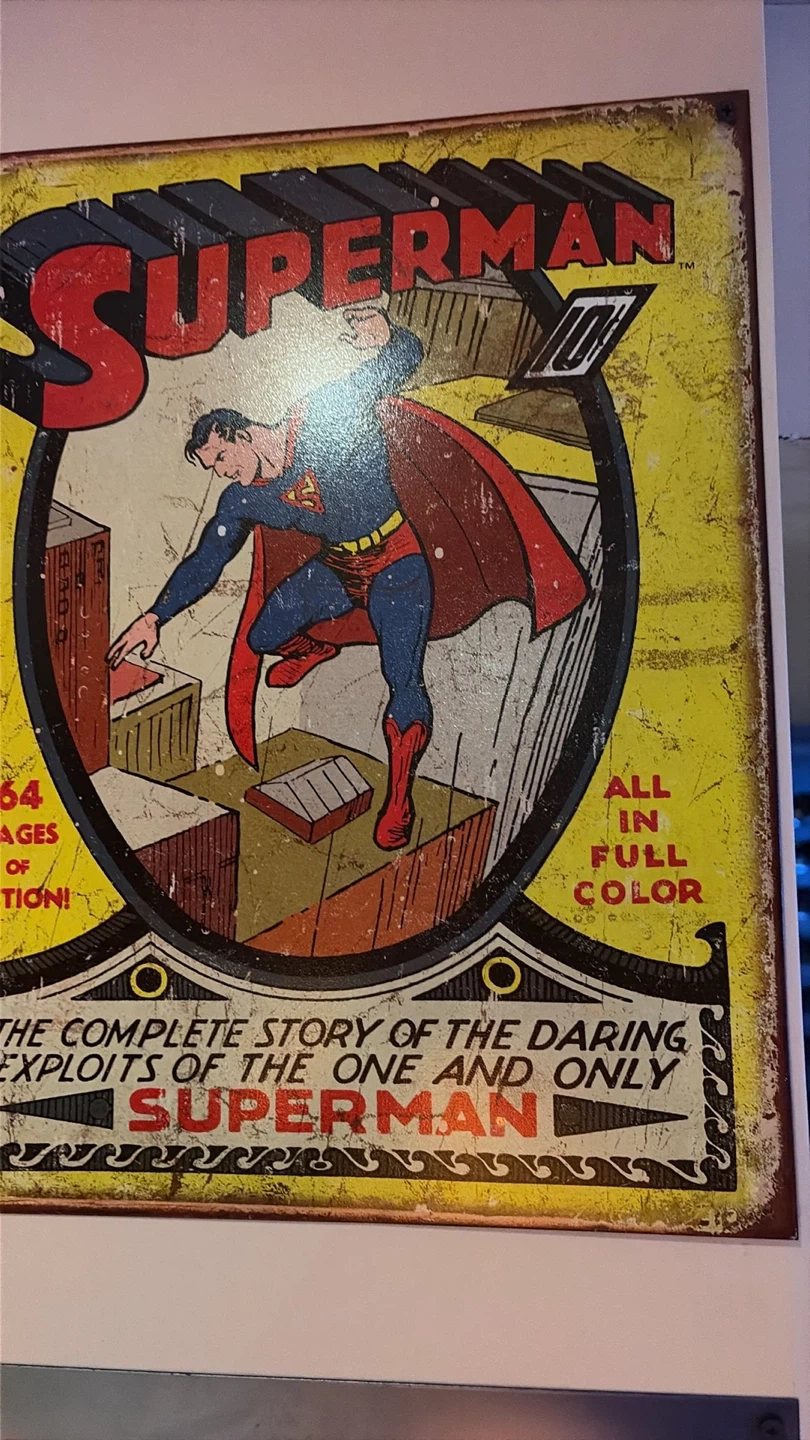 SUPERMAN
TM
10¢
64
AGES
OF
TION!
ALL
IN
FULL
COLOR
THE COMPLETE STORY OF THE DARING
EXPLOITS OF THE ONE AND ONLY
SUPERMAN